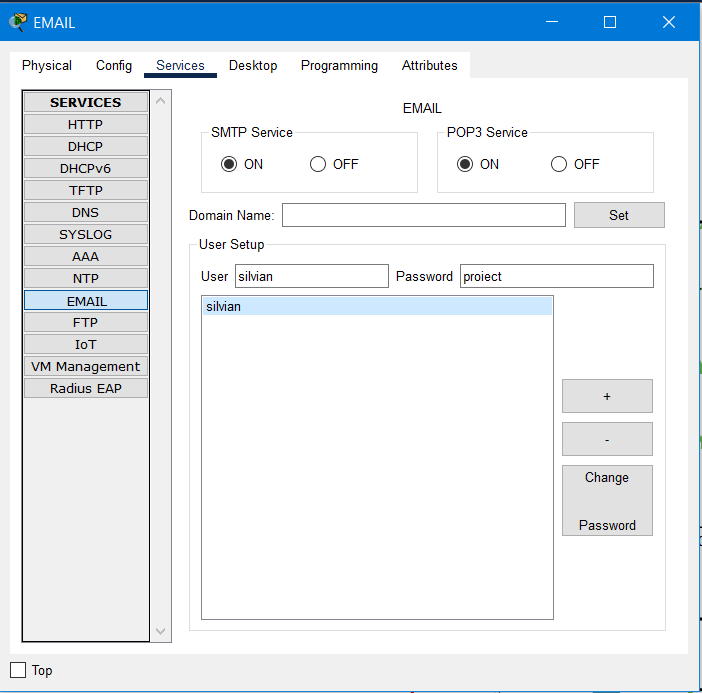 EMAIL
Physical Config Services Desktop Programming Attributes
SERVICES
HTTP
DHCP
DHCPv6
TFTP
DNS
SYSLOG
AAA
NTP
EMAIL
FTP
IoT
VM Management
Radius EAP
EMAIL
SMTP Service
ON OFF
POP3 Service
ON OFF
Domain Name: Set
User Setup
User silvian Password proiect
silvian
+
-
Change
Password
Top